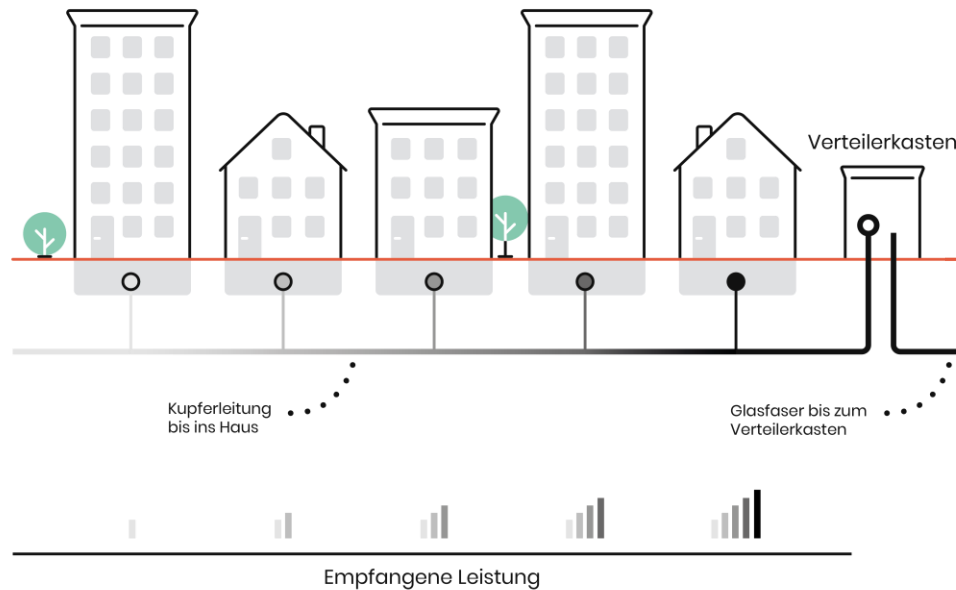 Verteilerkasten
Kupferleitung
bis ins Haus
Glasfaser bis zum
Verteilerkasten
Empfangene Leistung